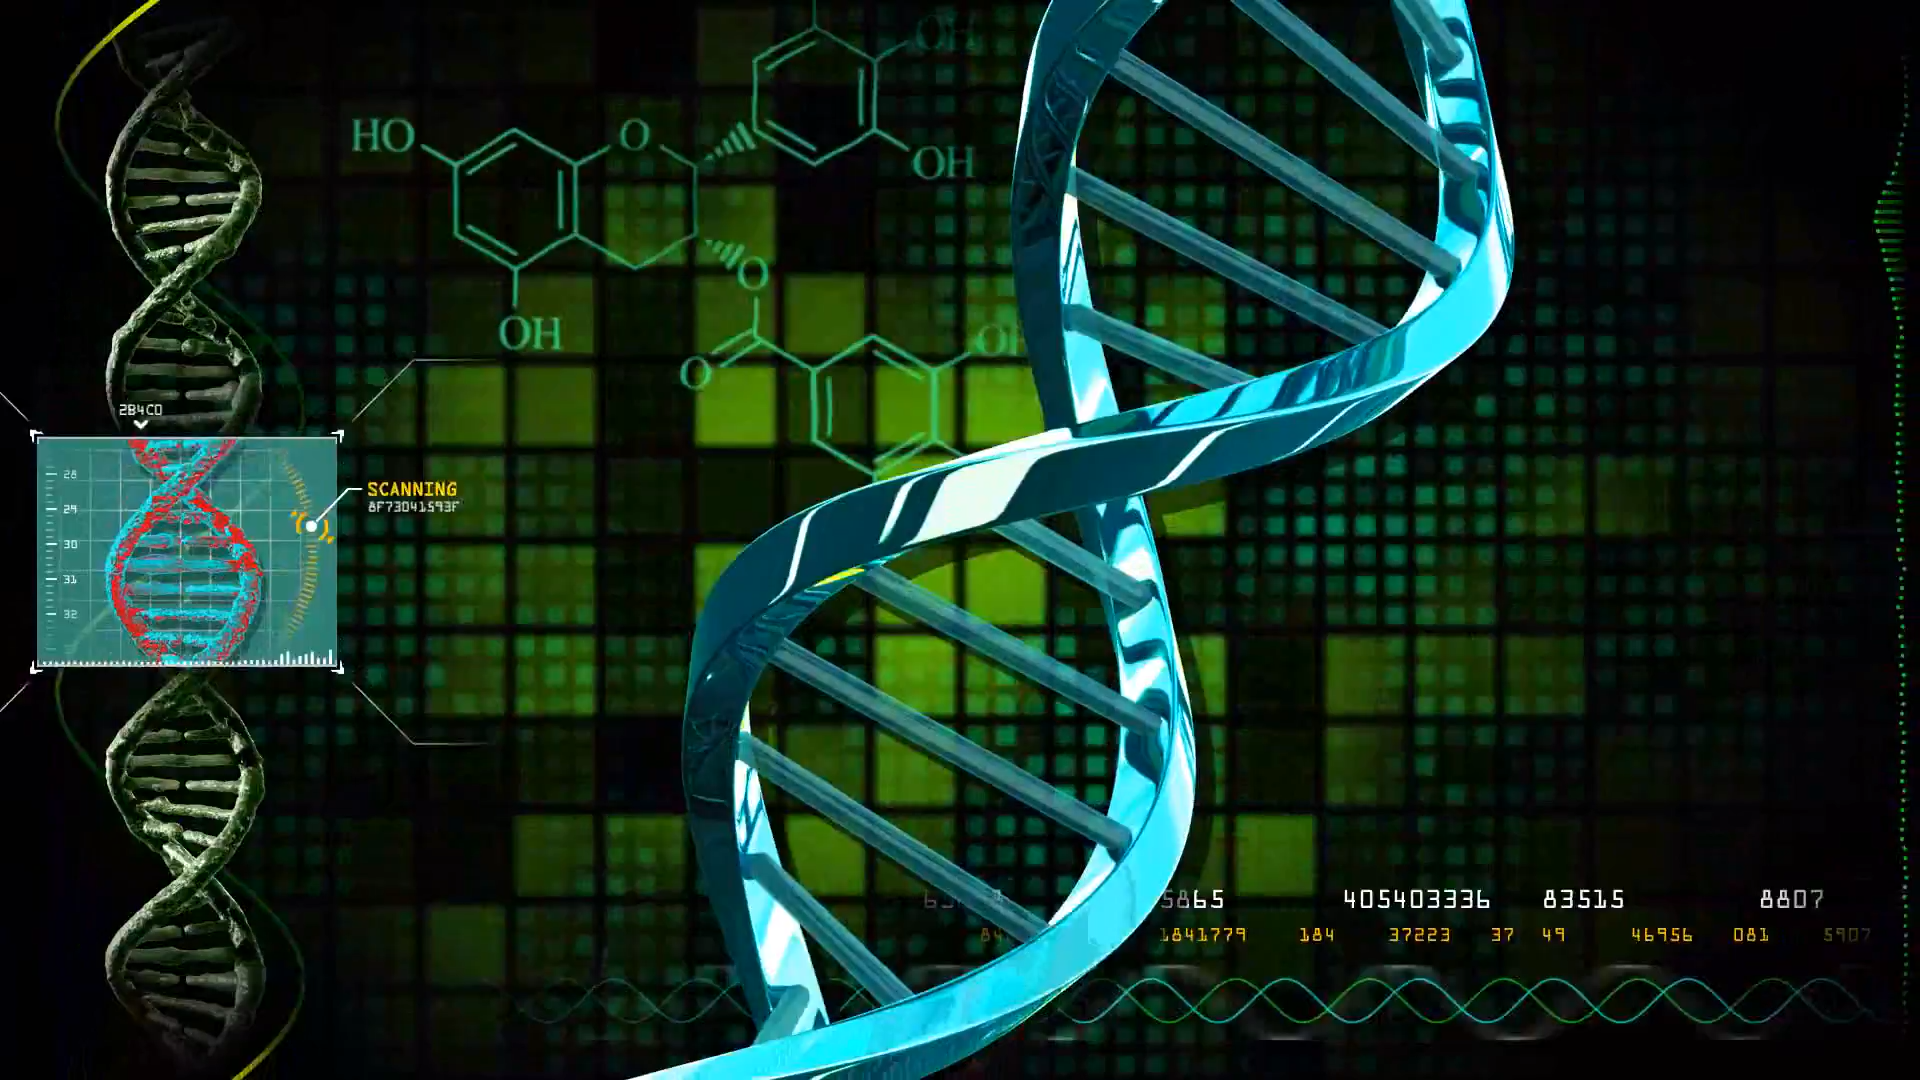 OH
HO
O
OH
O
OH
O
2B4CD
28
29
30
31
32
SCANNING
8F73041593F
5865 405403336 83515 8807
1841779 184 37223 37 49 46956 081 5907